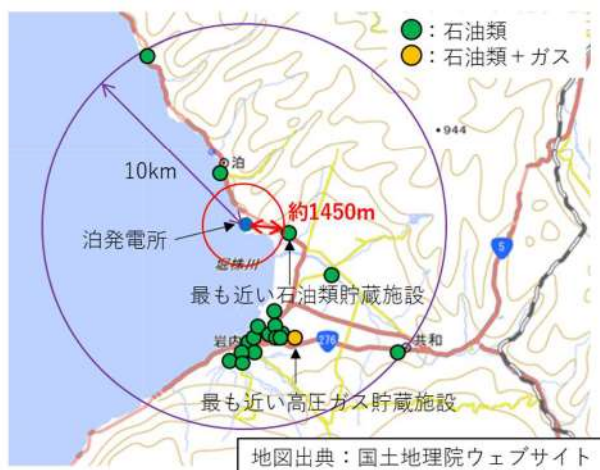 ：石油類
：石油類＋ガス
・944
10km
泊
約1450m
泊発電所
堀株川
5
最も近い石油類貯蔵施設
岩内
276
共和
最も近い高圧ガス貯蔵施設
地図出典：国土地理院ウェブサイト